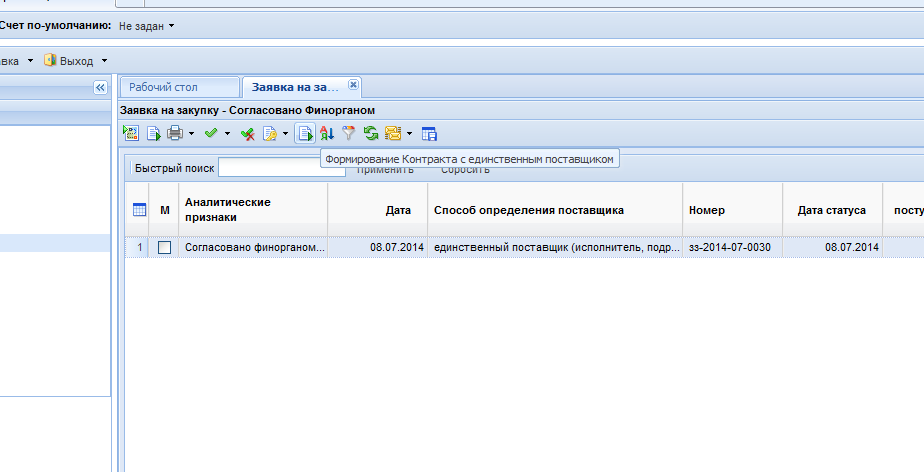 Счет по-умолчанию: Не задан
Выход
Рабочий стол Заявка на за...
Заявка на закупку - Согласовано Финорганом
Формирование Контракта с единственным поставщиком
Быстрый поиск Применить Сбросить
М Аналитические признаки Дата Способ определения поставщика Номер Дата статуса посту
1 Согласовано финорганом... 08.07.2014 единственный поставщик (исполнитель, подр... зз-2014-07-0030 08.07.2014